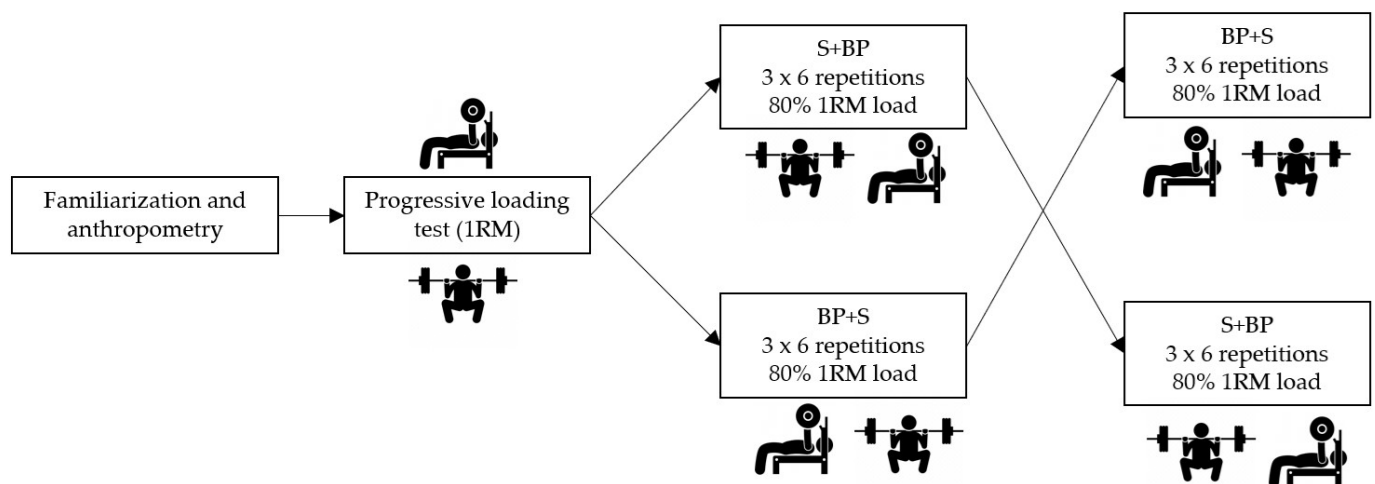 Familiarization and
anthropometry
Progressive loading
test (1RM)
S+BP
3 x 6 repetitions
80% 1RM load
BP+S
3 x 6 repetitions
80% 1RM load
BP+S
3 x 6 repetitions
80% 1RM load
S+BP
3 x 6 repetitions
80% 1RM load